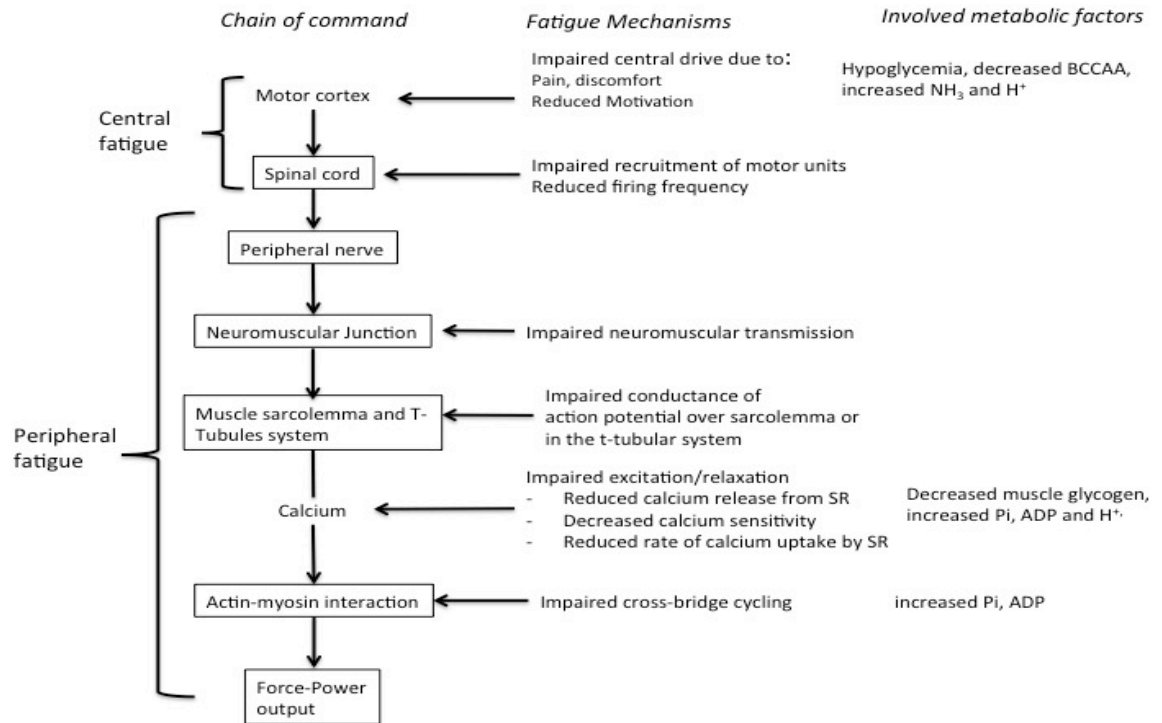 Chain of command
Fatigue Mechanisms
Involved metabolic factors
Impaired central drive due to:
Pain, discomfort
Reduced Motivation
Hypoglycemia, decreased BCCAA,
increased NH₃ and H⁺
Motor cortex
Central
fatigue
Spinal cord
Impaired recruitment of motor units
Reduced firing frequency
Peripheral nerve
Neuromuscular Junction
Impaired neuromuscular transmission
Muscle sarcolemma and T-
Tubules system
Impaired conductance of
action potential over sarcolemma or
in the t-tubular system
Peripheral
fatigue
Calcium
Impaired excitation/relaxation
- Reduced calcium release from SR
- Decreased calcium sensitivity
- Reduced rate of calcium uptake by SR
Decreased muscle glycogen,
increased Pi, ADP and H⁺.
Actin-myosin interaction
Impaired cross-bridge cycling
increased Pi, ADP
Force-Power
output